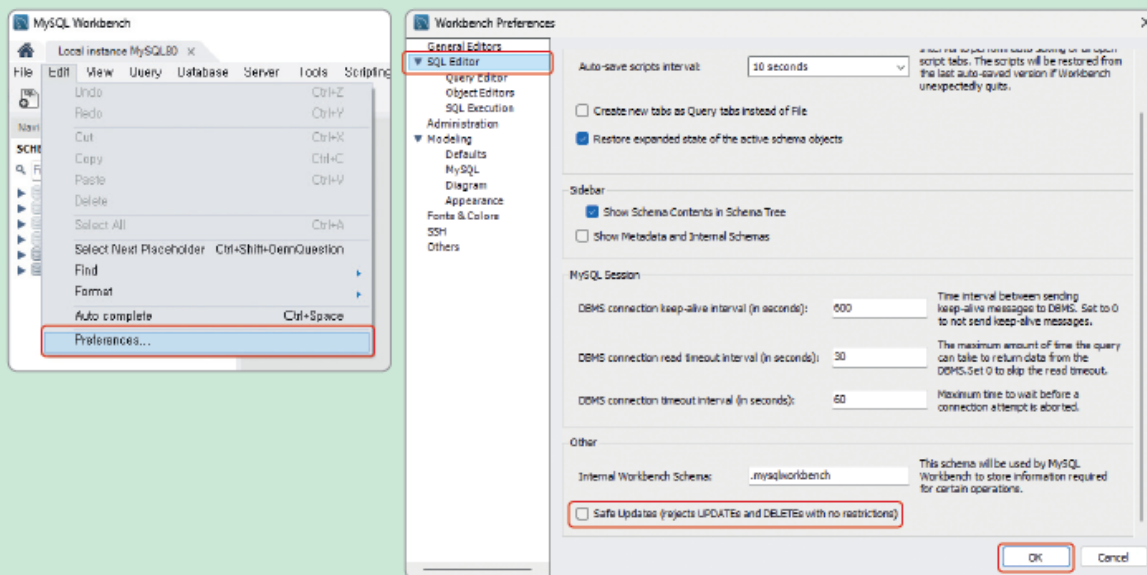 MySQL Workbench
Local instance MySQL80 ×
File Edit View Query Database Server Tools Scripting
Undo Ctrl+Z
Redo Ctrl+Y
Navi
Cut Ctrl+X
SCHE
Copy Ctrl+C
Paste Ctrl+V
Delete
Select All Ctrl+A
Select Next Placeholder Ctrl+Shift+OemQuestion
Find
Format
Auto complete Ctrl+Space
Preferences...
Workbench Preferences
General Editors
SQL Editor
Query Editor
Object Editors
SQL Execution
Administration
Modeling
Defaults
MySQL
Diagram
Appearance
Fonts & Colors
SSH
Others
Auto-save scripts interval: 10 seconds
script tabs. The scripts will be restored from
the last auto-saved version if Workbench
unexpectedly quits.
Create new tabs as Query tabs instead of File
Restore expanded state of the active schema objects
Sidebar
Show Schema Contents in Schema Tree
Show Metadata and Internal Schemas
MySQL Session
DBMS connection keep-alive interval (in seconds): 600
Time interval between sending
keep-alive messages to DBMS. Set to 0
to not send keep-alive messages.
DBMS connection read timeout interval (in seconds): 30
The maximum amount of time the query
can take to return data from the
DBMS.Set 0 to skip the read timeout.
DBMS connection timeout interval (in seconds): 60
Maximum time to wait before a
connection attempt is aborted.
Other
Internal Workbench Schema: .mysqlworkbench
This schema will be used by MySQL
Workbench to store information required
for certain operations.
Safe Updates (rejects UPDATEs and DELETEs with no restrictions)
OK Cancel